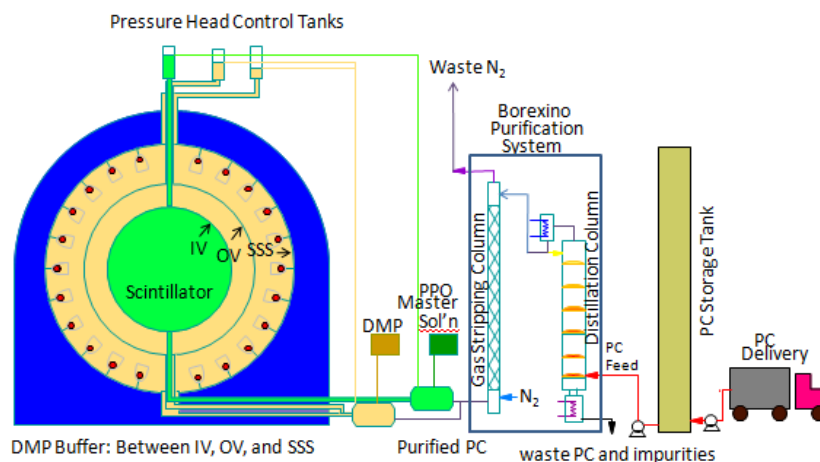 Pressure Head Control Tanks
Waste N2
Borexino
Purification
System
IV
OV
SSS
Scintillator
Gas Stripping Column
Distillation Column
PC Storage Tank
PPO
Master
Sol'n
DMP
PC
Feed
PC
Delivery
N2
DMP Buffer: Between IV, OV, and SSS
Purified PC
waste PC and impurities